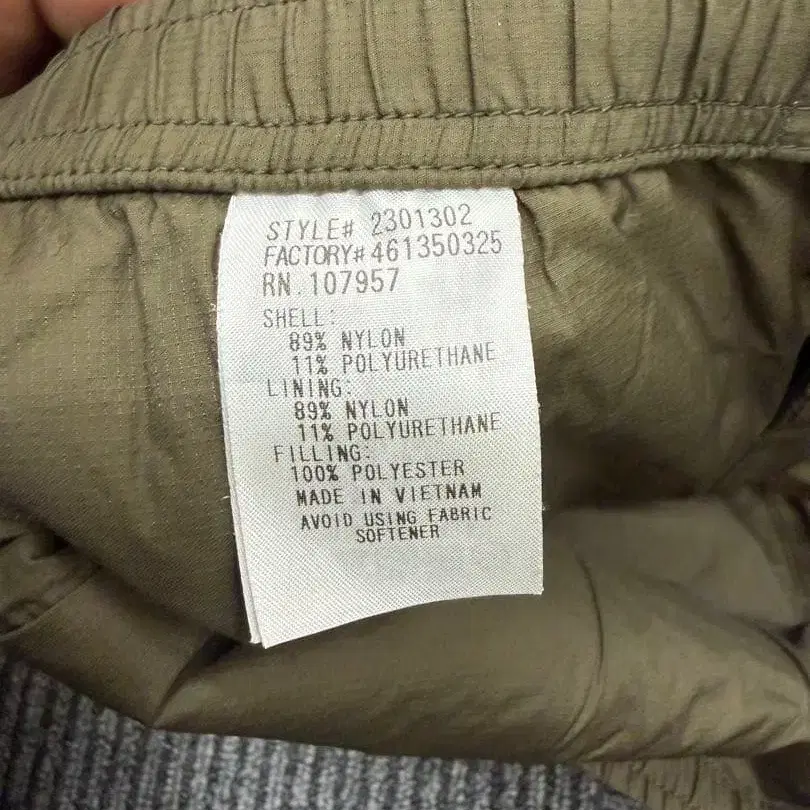 STYLE# 2301302
FACTORY# 461350325
RN.107957
SHELL:
89% NYLON
11% POLYURETHANE
LINING:
89% NYLON
11% POLYURETHANE
FILLING:
100% POLYESTER
MADE IN VIETNAM
AVOID USING FABRIC
SOFTENER